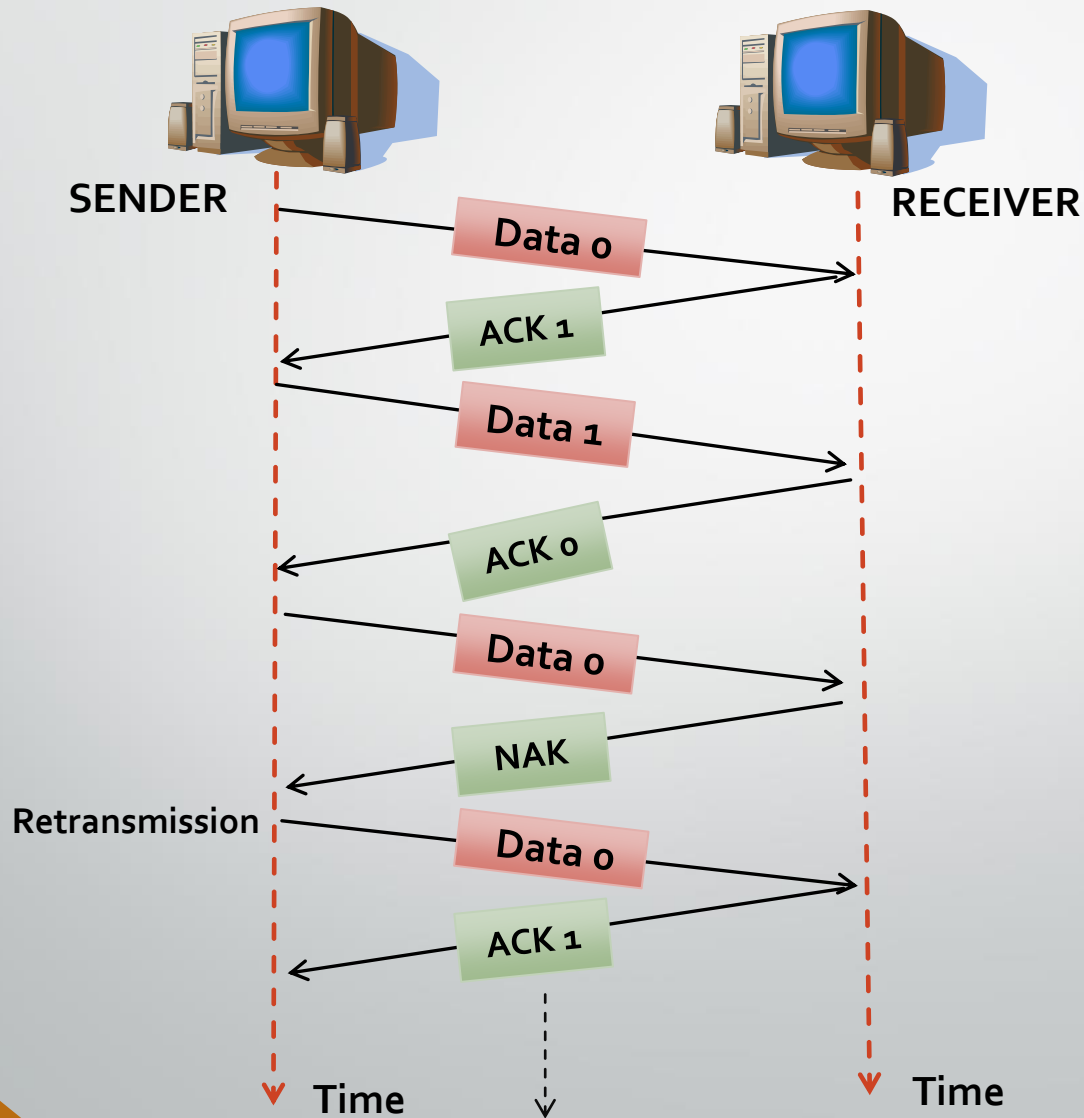 SENDER
RECEIVER
Data 0
ACK 1
Data 1
ACK 0
Data 0
NAK
Retransmission
Data 0
ACK 1
Time
Time